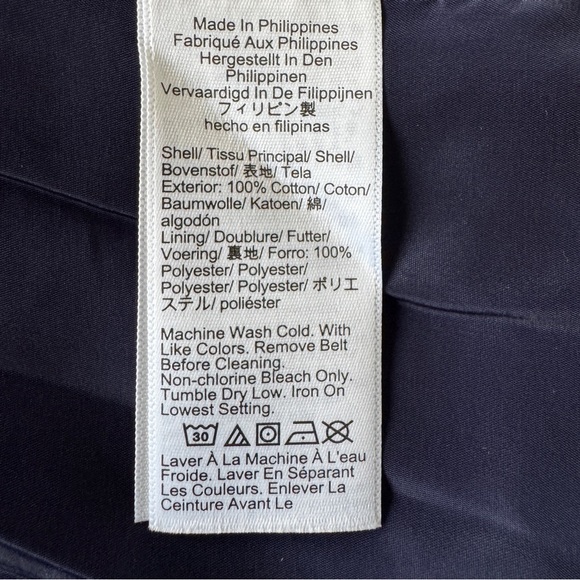 Made In Philippines
Fabriqué Aux Philippines
Hergestellt In Den
Philippinen
Vervaardigd In De Filippijnen
フィリピン製
hecho en filipinas
Shell/ Tissu Principal/ Shell/
Bovenstof/ 表地/ Tela
Exterior: 100% Cotton/ Coton/
Baumwolle/ Katoen/ 綿/
algodón
Lining/ Doublure/ Futter/
Voering/ 裏地/ Forro: 100%
Polyester/ Polyester/
Polyester/ Polyester/ ポリエ
ステル/ poliéster
Machine Wash Cold. With
Like Colors. Remove Belt
Before Cleaning.
Non-chlorine Bleach Only.
Tumble Dry Low. Iron On
Lowest Setting.
30
Laver À La Machine À L'eau
Froide. Laver En Séparant
Les Couleurs. Enlever La
Ceinture Avant Le